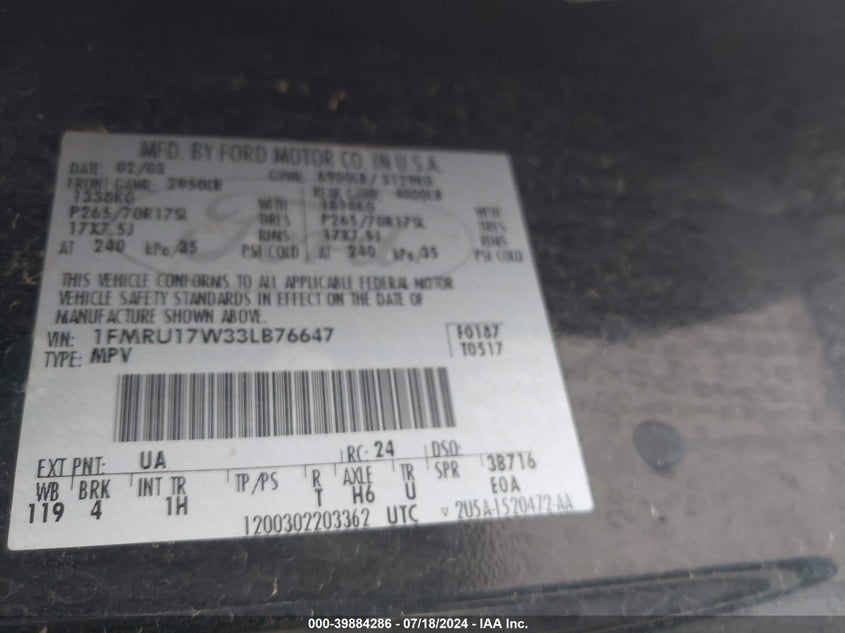 MFD. BY FORD MOTOR CO. IN U.S.A.
DATE: 02/03 GVWR: 6900LB/3129KG
FRONT GAWR: 2950LB REAR GAWR: 4000LB
1338KG WITH 1814KG WITH
P265/70R17SL TIRES P265/70R17SL TIRES
17X7.5J RIMS 17X7.5J RIMS
AT 240 kPa/35 PSI COLD AT 240 kPa/35 PSI COLD
THIS VEHICLE CONFORMS TO ALL APPLICABLE FEDERAL MOTOR
VEHICLE SAFETY STANDARDS IN EFFECT ON THE DATE OF
MANUFACTURE SHOWN ABOVE.
VIN: 1FMRU17W33LB76647 F0187
TYPE: MPV T0517
EXT PNT: UA RC: 24 DSO:
WB BRK INT TR TP/PS R AXLE TR SPR 38716
119 4 1H T H6 U E0A
1200302203362 UTC ▽ 2U5A-1520472-AA
000-39884286 - 07/18/2024 - IAA Inc.